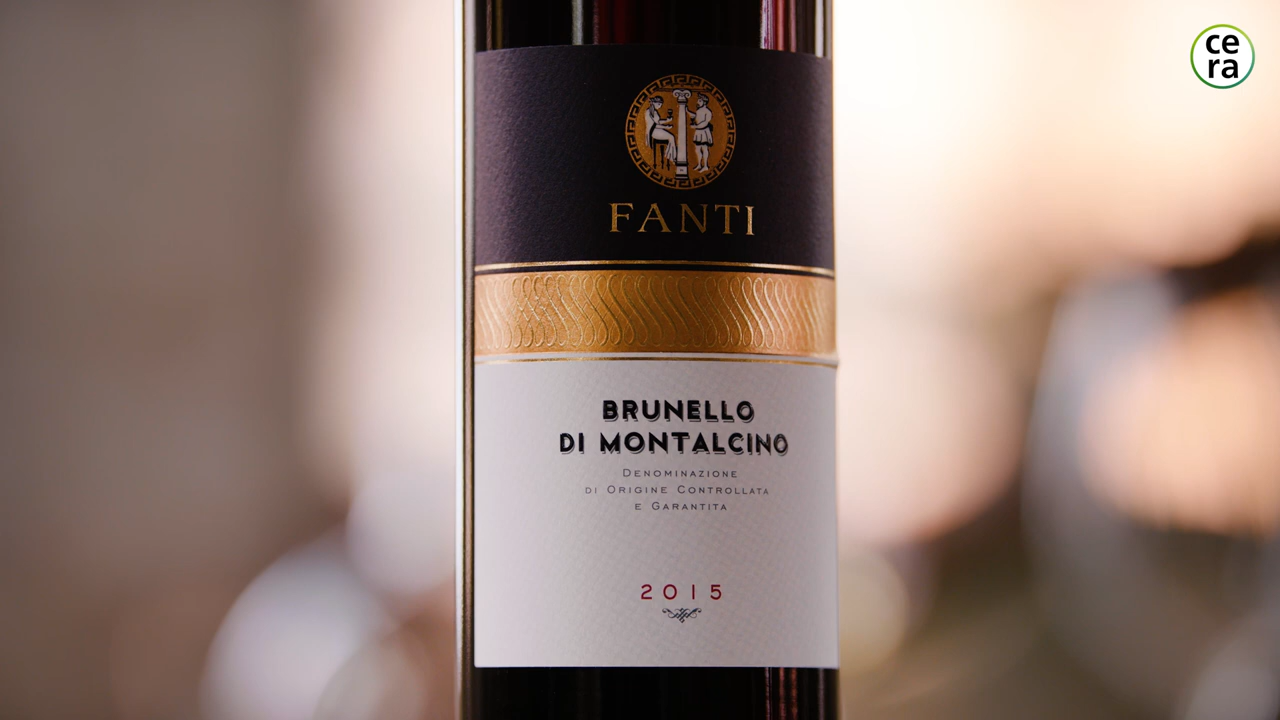 ce
ra
FANTI
BRUNELLO
DI MONTALCINO
DENOMINAZIONE
DI ORIGINE CONTROLLATA
E GARANTITA
2015